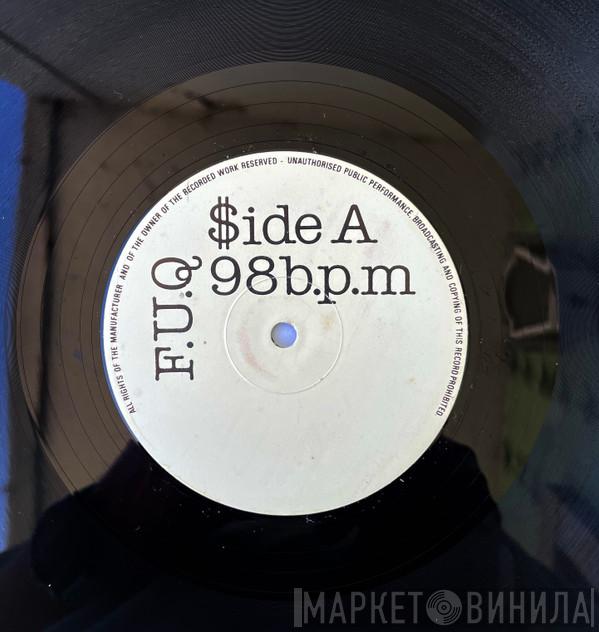 ALL RIGHTS OF THE MANUFACTURER AND OF THE OWNER OF THE RECORDED WORK RESERVED - UNAUTHORISED PUBLIC PERFORMANCE, BROADCASTING AND COPYING OF THIS RECORD PROHIBITED
$ide A
98b.p.m
F.U.Q
МАРКЕТ ВИНИЛА